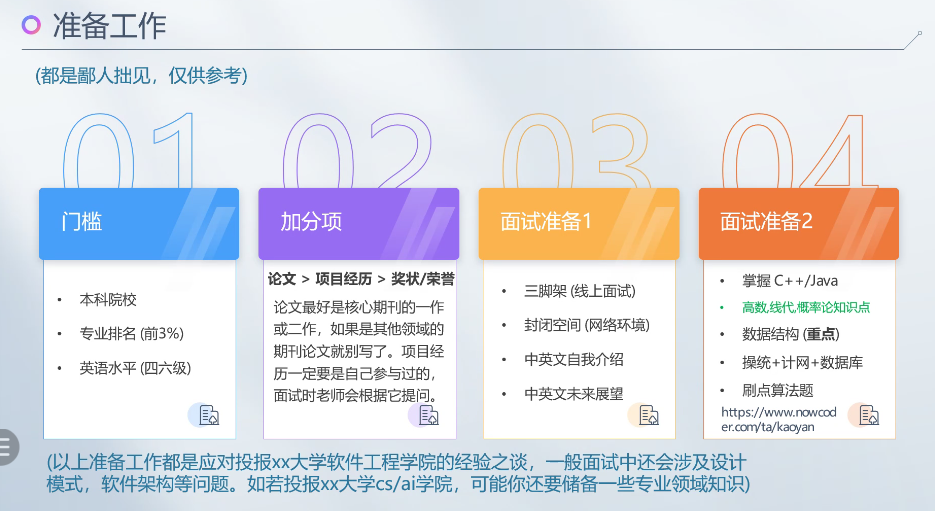 准备工作
(都是鄙人拙见，仅供参考)
01
门槛
• 本科院校
• 专业排名 (前3%)
• 英语水平 (四六级)
02
加分项
论文 > 项目经历 > 奖状/荣誉
论文最好是核心期刊的一作
或二作，如果是其他领域的
期刊论文就别写了。项目经
历一定要是自己参与过的，
面试时老师会根据它提问。
03
面试准备1
• 三脚架 (线上面试)
• 封闭空间 (网络环境)
• 中英文自我介绍
• 中英文未来展望
04
面试准备2
• 掌握 C++/Java
• 高数,线代,概率论知识点
• 数据结构 (重点)
• 操统+计网+数据库
• 刷点算法题
https://www.nowcod
er.com/ta/kaoyan
(以上准备工作都是应对投报xx大学软件工程学院的经验之谈，一般面试中还会涉及设计
模式，软件架构等问题。如若投报xx大学cs/ai学院，可能你还要储备一些专业领域知识)